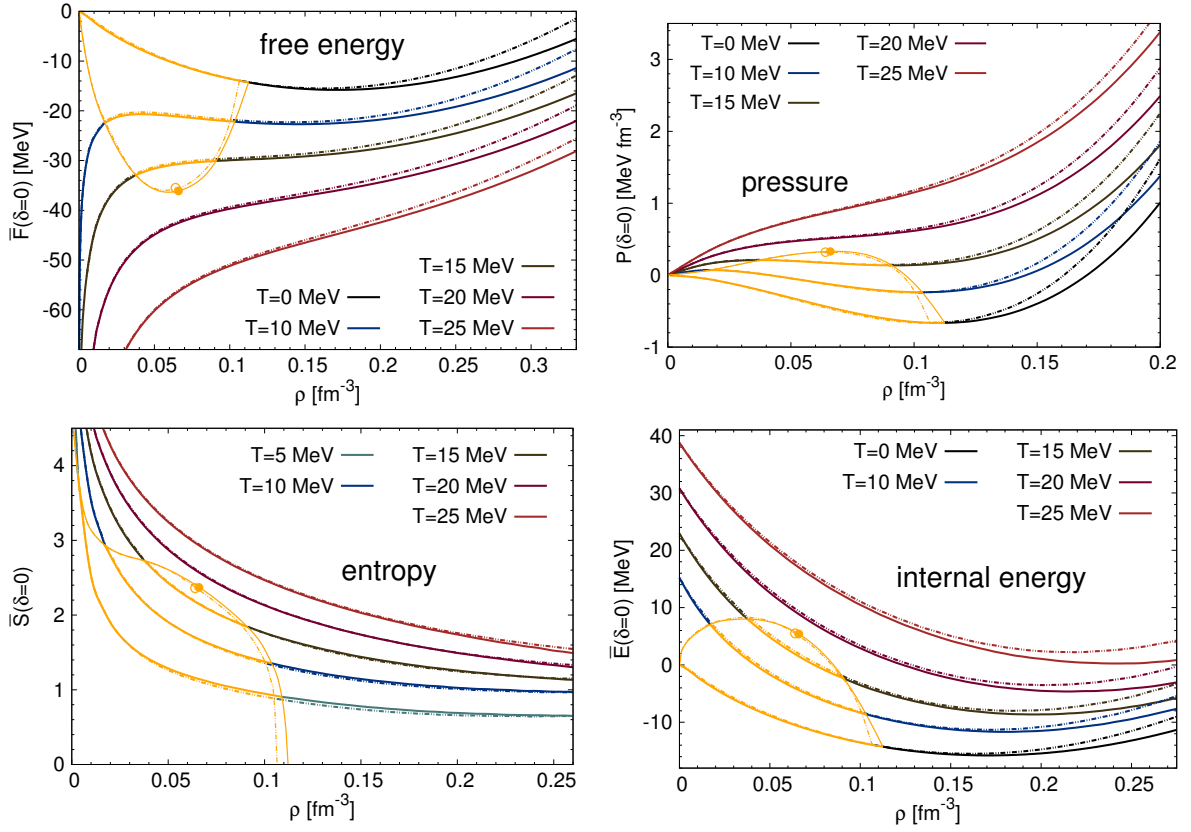 free energy
F̅(δ=0) [MeV]
0
-10
-20
-30
-40
-50
-60
T=15 MeV
T=0 MeV
T=20 MeV
T=10 MeV
T=25 MeV
0 0.05 0.1 0.15 0.2 0.25 0.3
ρ [fm⁻³]
T=0 MeV
T=20 MeV
T=10 MeV
T=25 MeV
T=15 MeV
pressure
P(δ=0) [MeV fm⁻³]
3
2
1
0
-1
0 0.05 0.1 0.15 0.2
ρ [fm⁻³]
T=5 MeV
T=15 MeV
T=10 MeV
T=20 MeV
T=25 MeV
entropy
S̅(δ=0)
4
3
2
1
0
0 0.05 0.1 0.15 0.2 0.25
ρ [fm⁻³]
T=0 MeV
T=15 MeV
T=10 MeV
T=20 MeV
T=25 MeV
internal energy
E̅(δ=0) [MeV]
40
30
20
10
0
-10
0 0.05 0.1 0.15 0.2 0.25
ρ [fm⁻³]